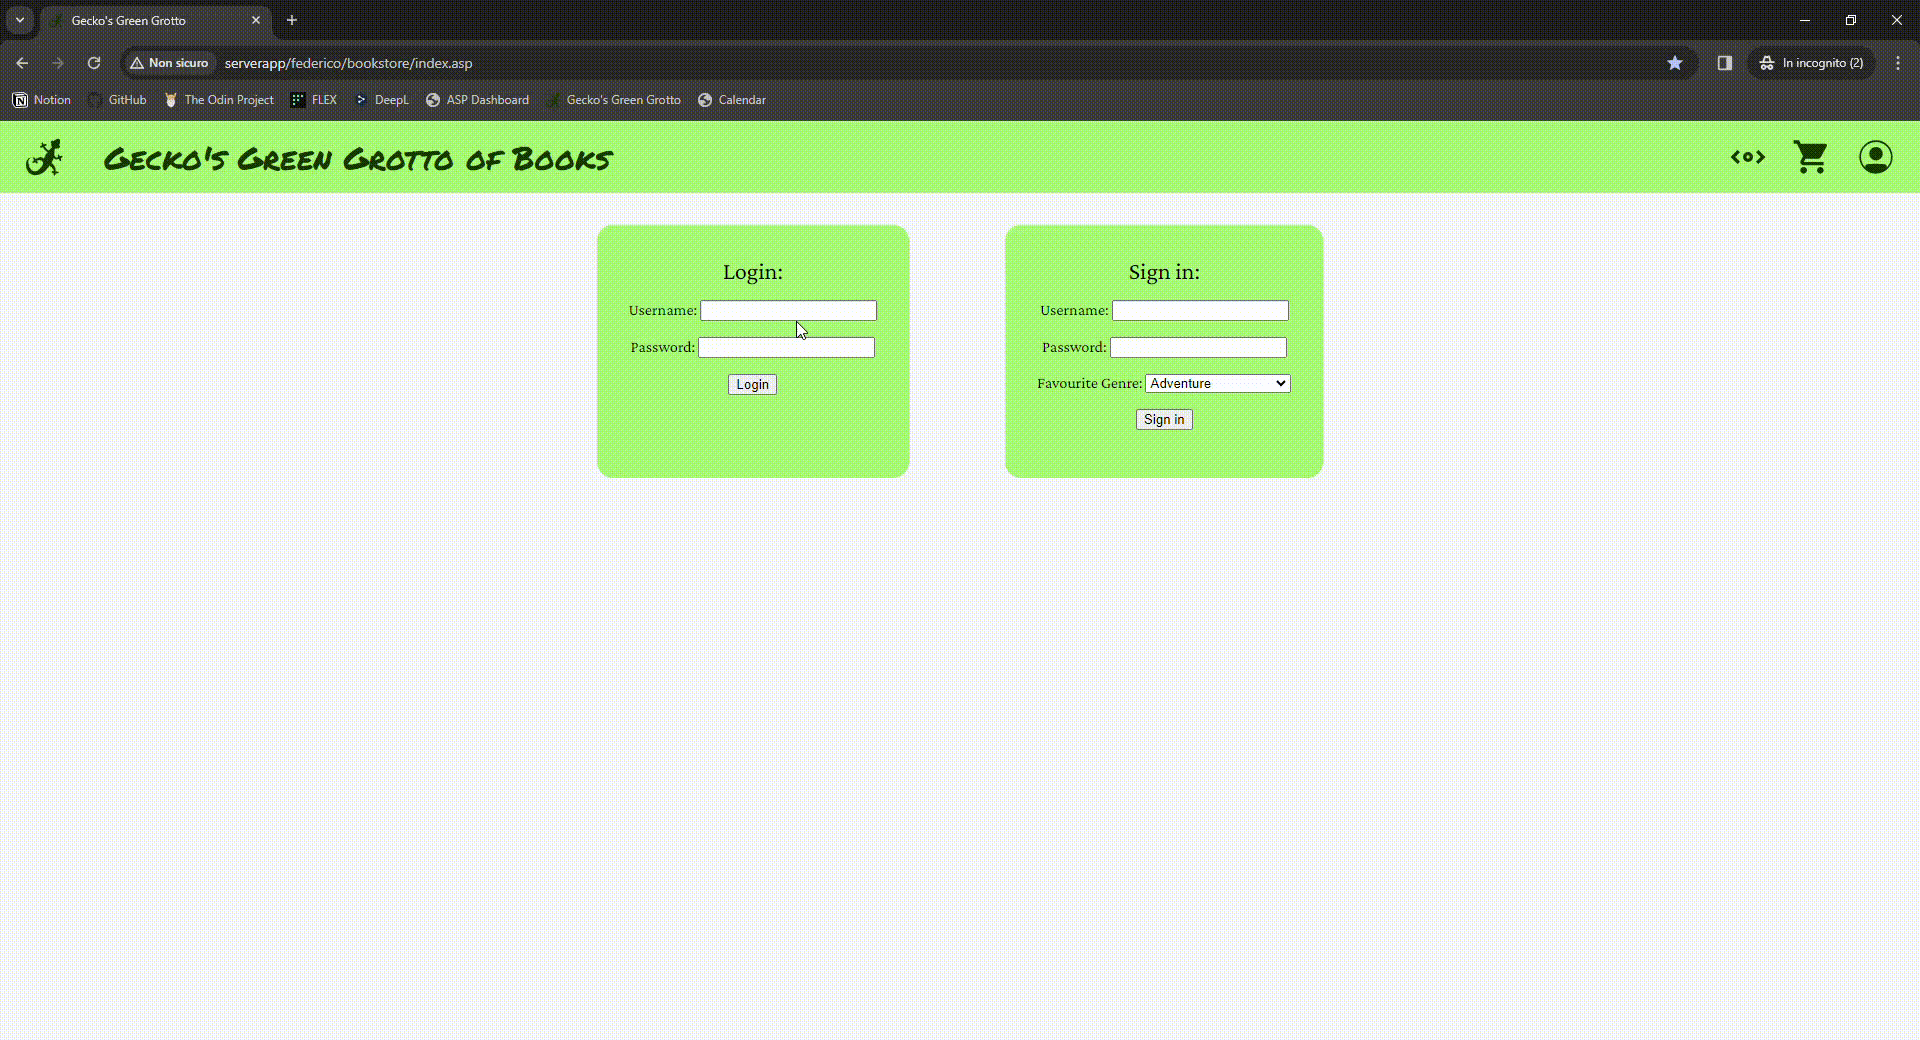 Gecko's Green Grotto
Non sicuro serverapp/federico/bookstore/index.asp In incognito (2)
Notion GitHub The Odin Project FLEX DeepL ASP Dashboard Gecko's Green Grotto Calendar
Gecko's Green Grotto of Books
Login:
Username:
Password:
Login
Sign in:
Username:
Password:
Favourite Genre: Adventure
Sign in